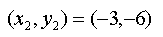 (x₂, y₂) = (−3,−6)